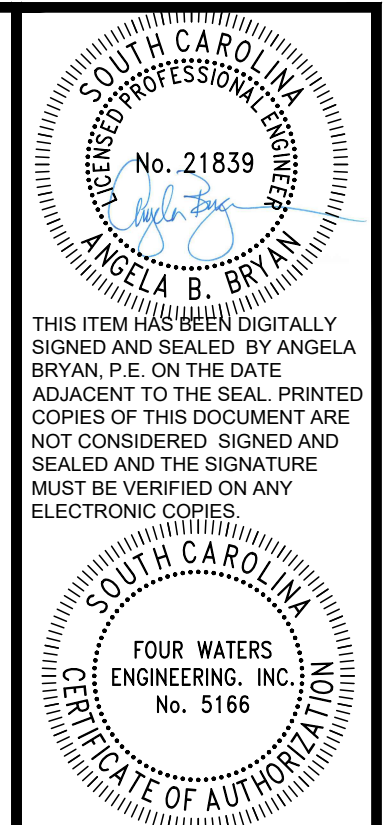 SOUTH CAROLINA
LICENSED PROFESSIONAL ENGINEER
No. 21839
Angela Bryan
ANGELA B. BRYAN
THIS ITEM HAS BEEN DIGITALLY
SIGNED AND SEALED BY ANGELA
BRYAN, P.E. ON THE DATE
ADJACENT TO THE SEAL. PRINTED
COPIES OF THIS DOCUMENT ARE
NOT CONSIDERED SIGNED AND
SEALED AND THE SIGNATURE
MUST BE VERIFIED ON ANY
ELECTRONIC COPIES.
SOUTH CAROLINA
FOUR WATERS
ENGINEERING. INC.
No. 5166
CERTIFICATE OF AUTHORIZATION